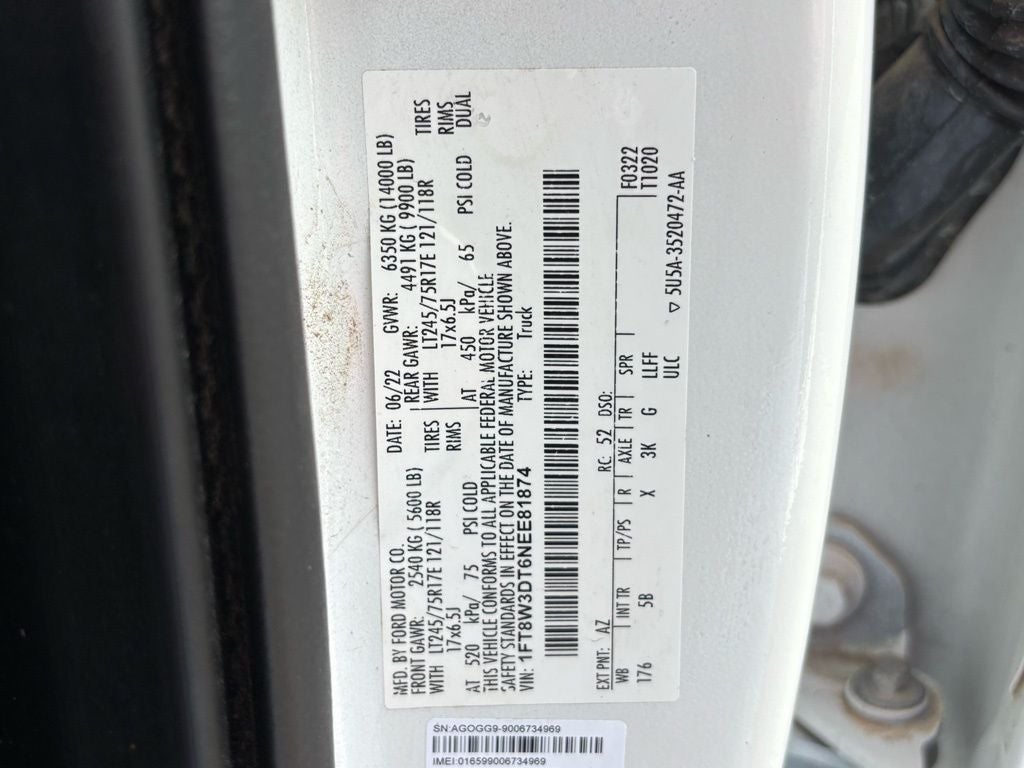 MFD. BY FORD MOTOR CO. DATE: 06/22 GVWR: 6350 KG (14000 LB)
FRONT GAWR: 2540 KG ( 5600 LB) REAR GAWR: 4491 KG ( 9900 LB)
WITH LT245/75R17E 121/118R TIRES WITH LT245/75R17E 121/118R TIRES
17x6.5J RIMS 17x6.5J RIMS
AT 520 kPa/ 75 PSI COLD AT 450 kPa/ 65 PSI COLD DUAL
THIS VEHICLE CONFORMS TO ALL APPLICABLE FEDERAL MOTOR VEHICLE
SAFETY STANDARDS IN EFFECT ON THE DATE OF MANUFACTURE SHOWN ABOVE.
VIN: 1FT8W3DT6NEE81874 TYPE: Truck
EXT PNT: AZ RC: 52 DSO: F0322
WB INT TR TP/PS R AXLE TR SPR T11020
176 5B X 3K G LLFF
ULC
▽ 5U5A-3520472-AA
SN:AGOGG9-9006734969
IMEI:016599006734969